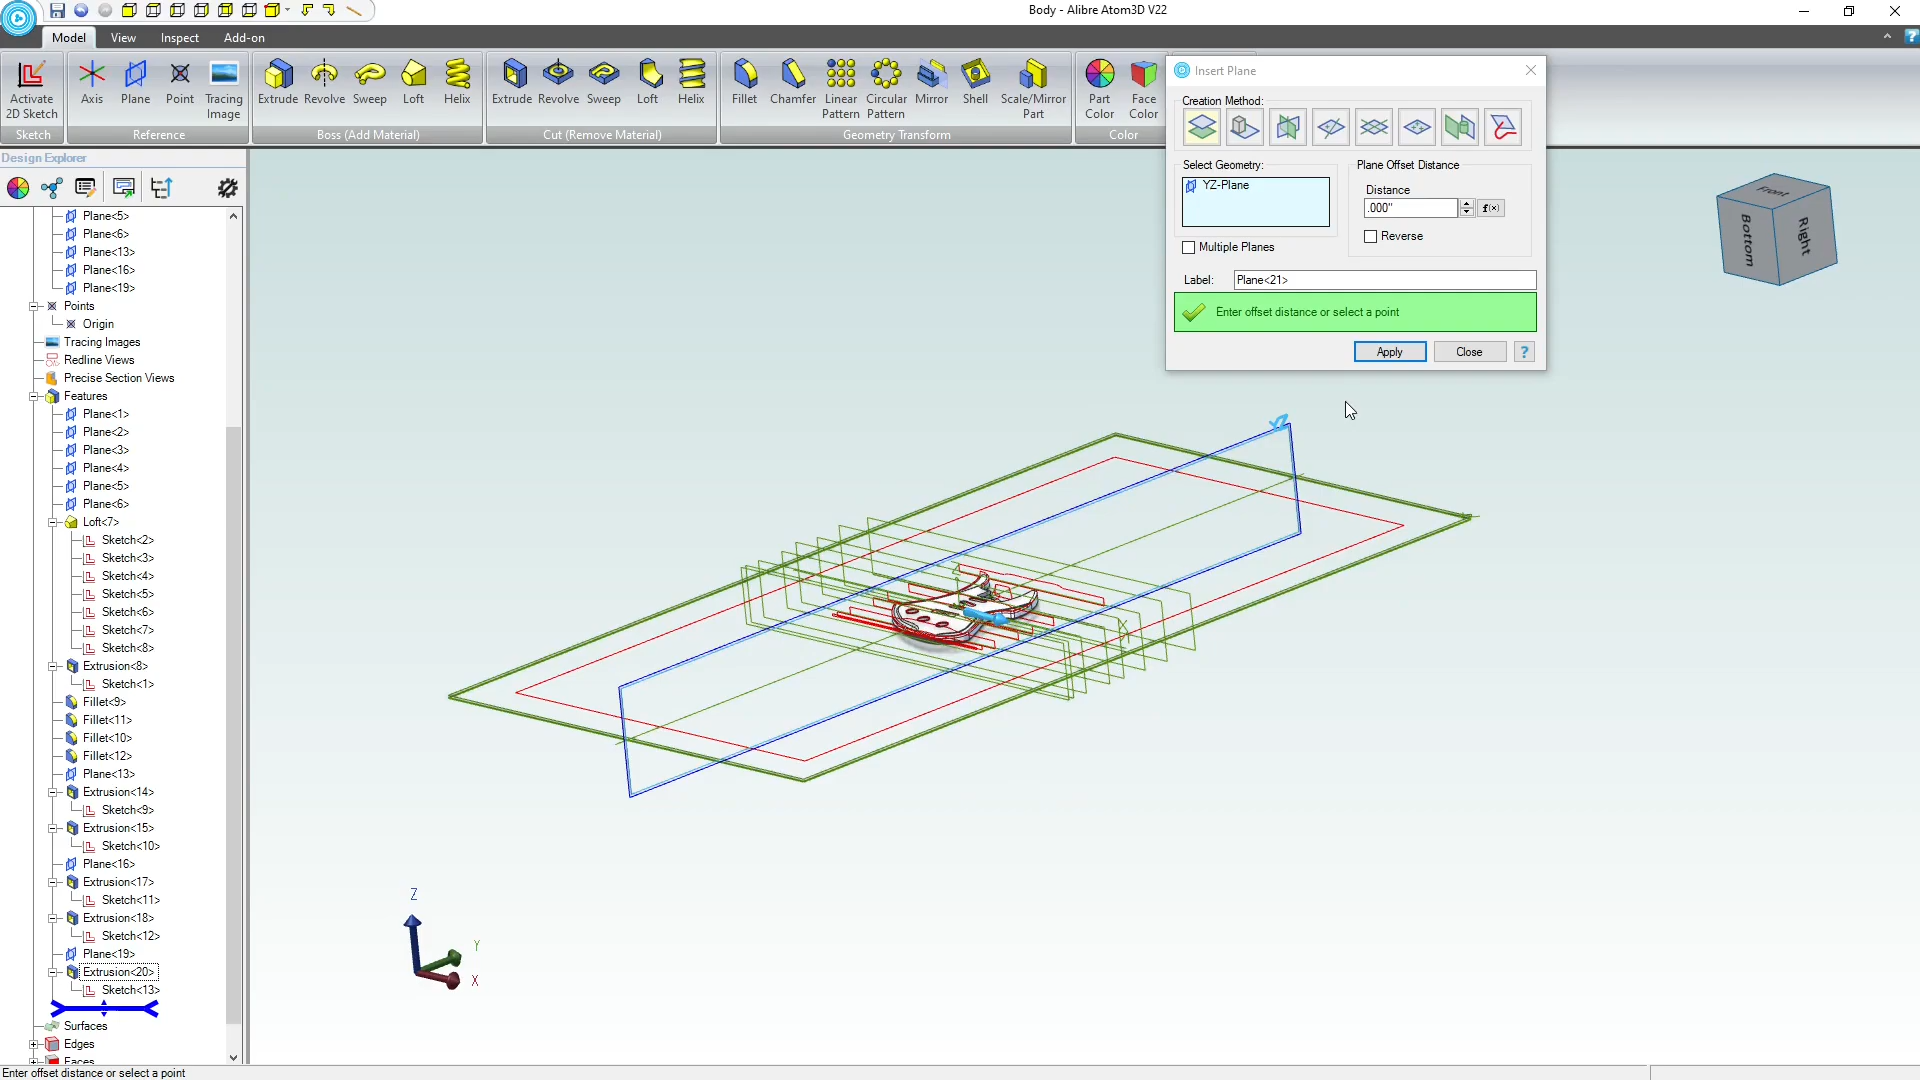 Body - Alibre Atom3D V22
Model View Inspect Add-on
Activate 2D Sketch
Axis Plane Point Tracing Image
Extrude Revolve Sweep Loft Helix
Extrude Revolve Sweep Loft Helix
Fillet Chamfer Linear Pattern Circular Pattern Mirror Shell Scale/Mirror Part
Part Color Face Color
Sketch Reference Boss (Add Material) Cut (Remove Material) Geometry Transform Color
Insert Plane
Creation Method:
Select Geometry:
YZ-Plane
Multiple Planes
Plane Offset Distance
Distance
.000"
f(x)
Reverse
Label: Plane<21>
Enter offset distance or select a point
Apply Close ?
Design Explorer
Plane<5>
Plane<6>
Plane<13>
Plane<16>
Plane<19>
Points
Origin
Tracing Images
Redline Views
Precise Section Views
Features
Plane<1>
Plane<2>
Plane<3>
Plane<4>
Plane<5>
Plane<6>
Loft<7>
Sketch<2>
Sketch<3>
Sketch<4>
Sketch<5>
Sketch<6>
Sketch<7>
Sketch<8>
Extrusion<8>
Sketch<1>
Fillet<9>
Fillet<11>
Fillet<10>
Fillet<12>
Plane<13>
Extrusion<14>
Sketch<9>
Extrusion<15>
Sketch<10>
Plane<16>
Extrusion<17>
Sketch<11>
Extrusion<18>
Sketch<12>
Plane<19>
Extrusion<20>
Sketch<13>
Surfaces
Edges
Faces
Front
Bottom
Right
Z
Y
X
Enter offset distance or select a point